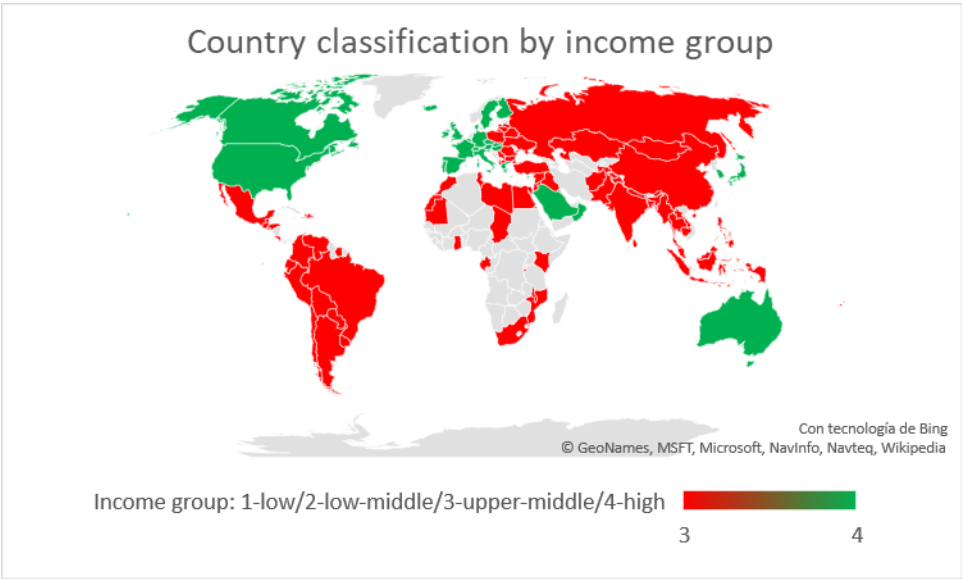 Country classification by income group
Con tecnología de Bing
© GeoNames, MSFT, Microsoft, NavInfo, Navteq, Wikipedia
Income group: 1-low/2-low-middle/3-upper-middle/4-high
3 4